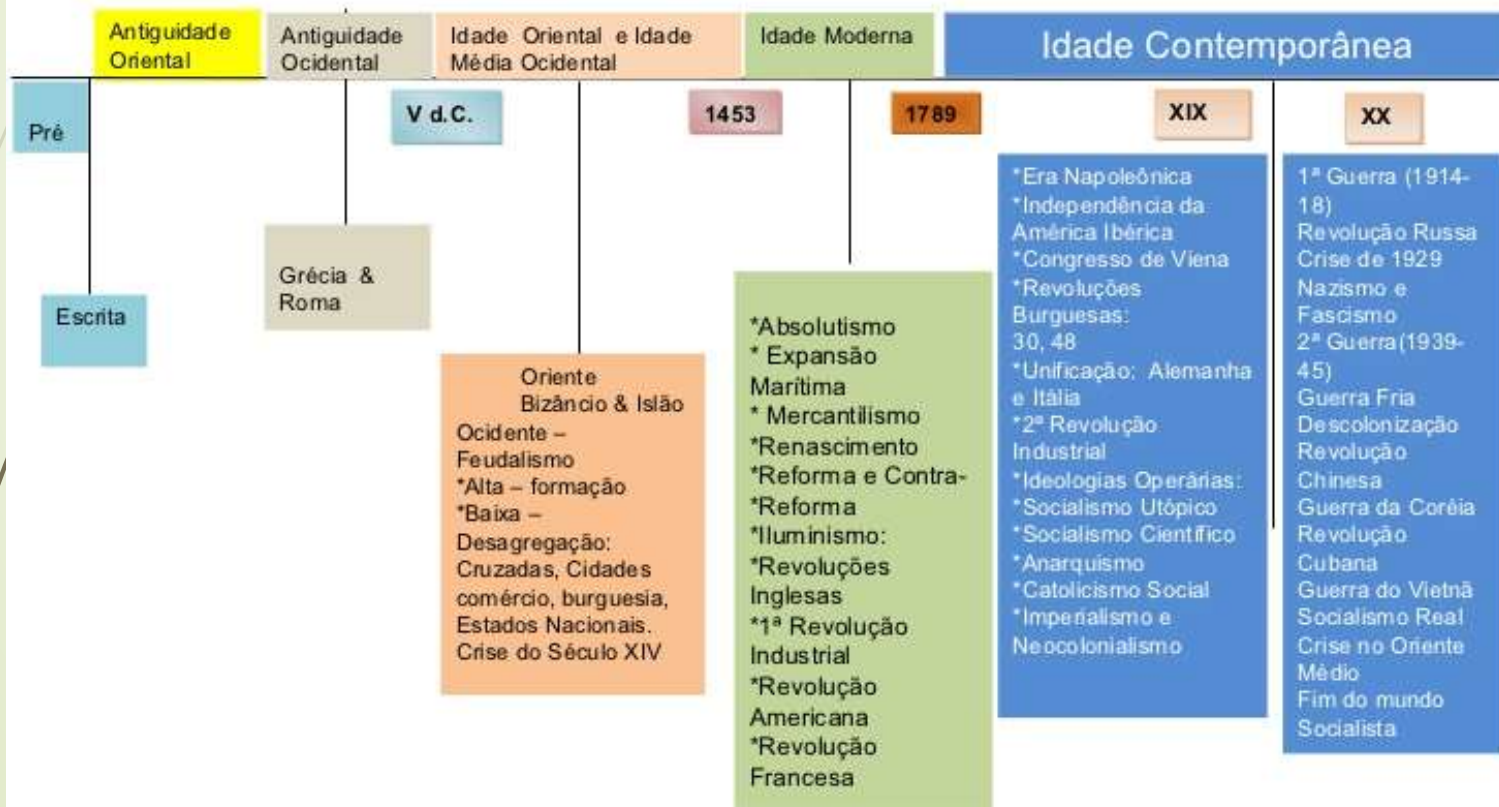 Antiguidade
Oriental
Antiguidade
Ocidental
Idade Oriental e Idade
Média Ocidental
Idade Moderna
Idade Contemporânea
Pré
V d.C.
1453
1789
XIX
XX
Escrita
Grécia &
Roma
Oriente
Bizâncio & Islão
Ocidente –
Feudalismo
*Alta – formação
*Baixa –
Desagregação:
Cruzadas, Cidades
comércio, burguesia,
Estados Nacionais.
Crise do Século XIV
*Absolutismo
* Expansão
Marítima
* Mercantilismo
*Renascimento
*Reforma e Contra-
*Reforma
*Iluminismo:
*Revoluções
Inglesas
*1ª Revolução
Industrial
*Revolução
Americana
*Revolução
Francesa
*Era Napoleônica
*Independência da
América Ibérica
*Congresso de Viena
*Revoluções
Burguesas:
30, 48
*Unificação: Alemanha
e Itália
*2ª Revolução
Industrial
*Ideologias Operárias:
*Socialismo Utópico
*Socialismo Científico
*Anarquismo
*Catolicismo Social
*Imperialismo e
Neocolonialismo
1ª Guerra (1914-
18)
Revolução Russa
Crise de 1929
Nazismo e
Fascismo
2ª Guerra(1939-
45)
Guerra Fria
Descolonização
Revolução
Chinesa
Guerra da Coréia
Revolução
Cubana
Guerra do Vietnã
Socialismo Real
Crise no Oriente
Médio
Fim do mundo
Socialista